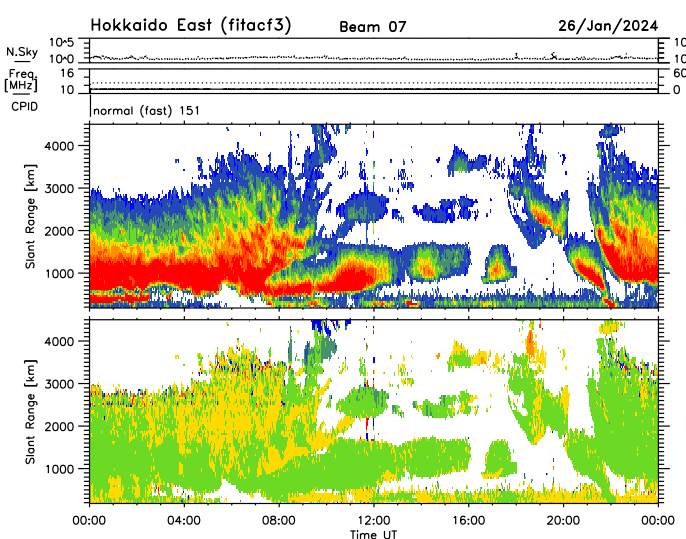 Hokkaido East (fitacf3) Beam 07 26/Jan/2024
N.Sky 10^5 10
10^0 10
Freq. 16 60
[MHz] 10 0
CPID normal (fast) 151
Slant Range [km]
4000
3000
2000
1000
Slant Range [km]
4000
3000
2000
1000
00:00 04:00 08:00 12:00 16:00 20:00 00:00
Time UT